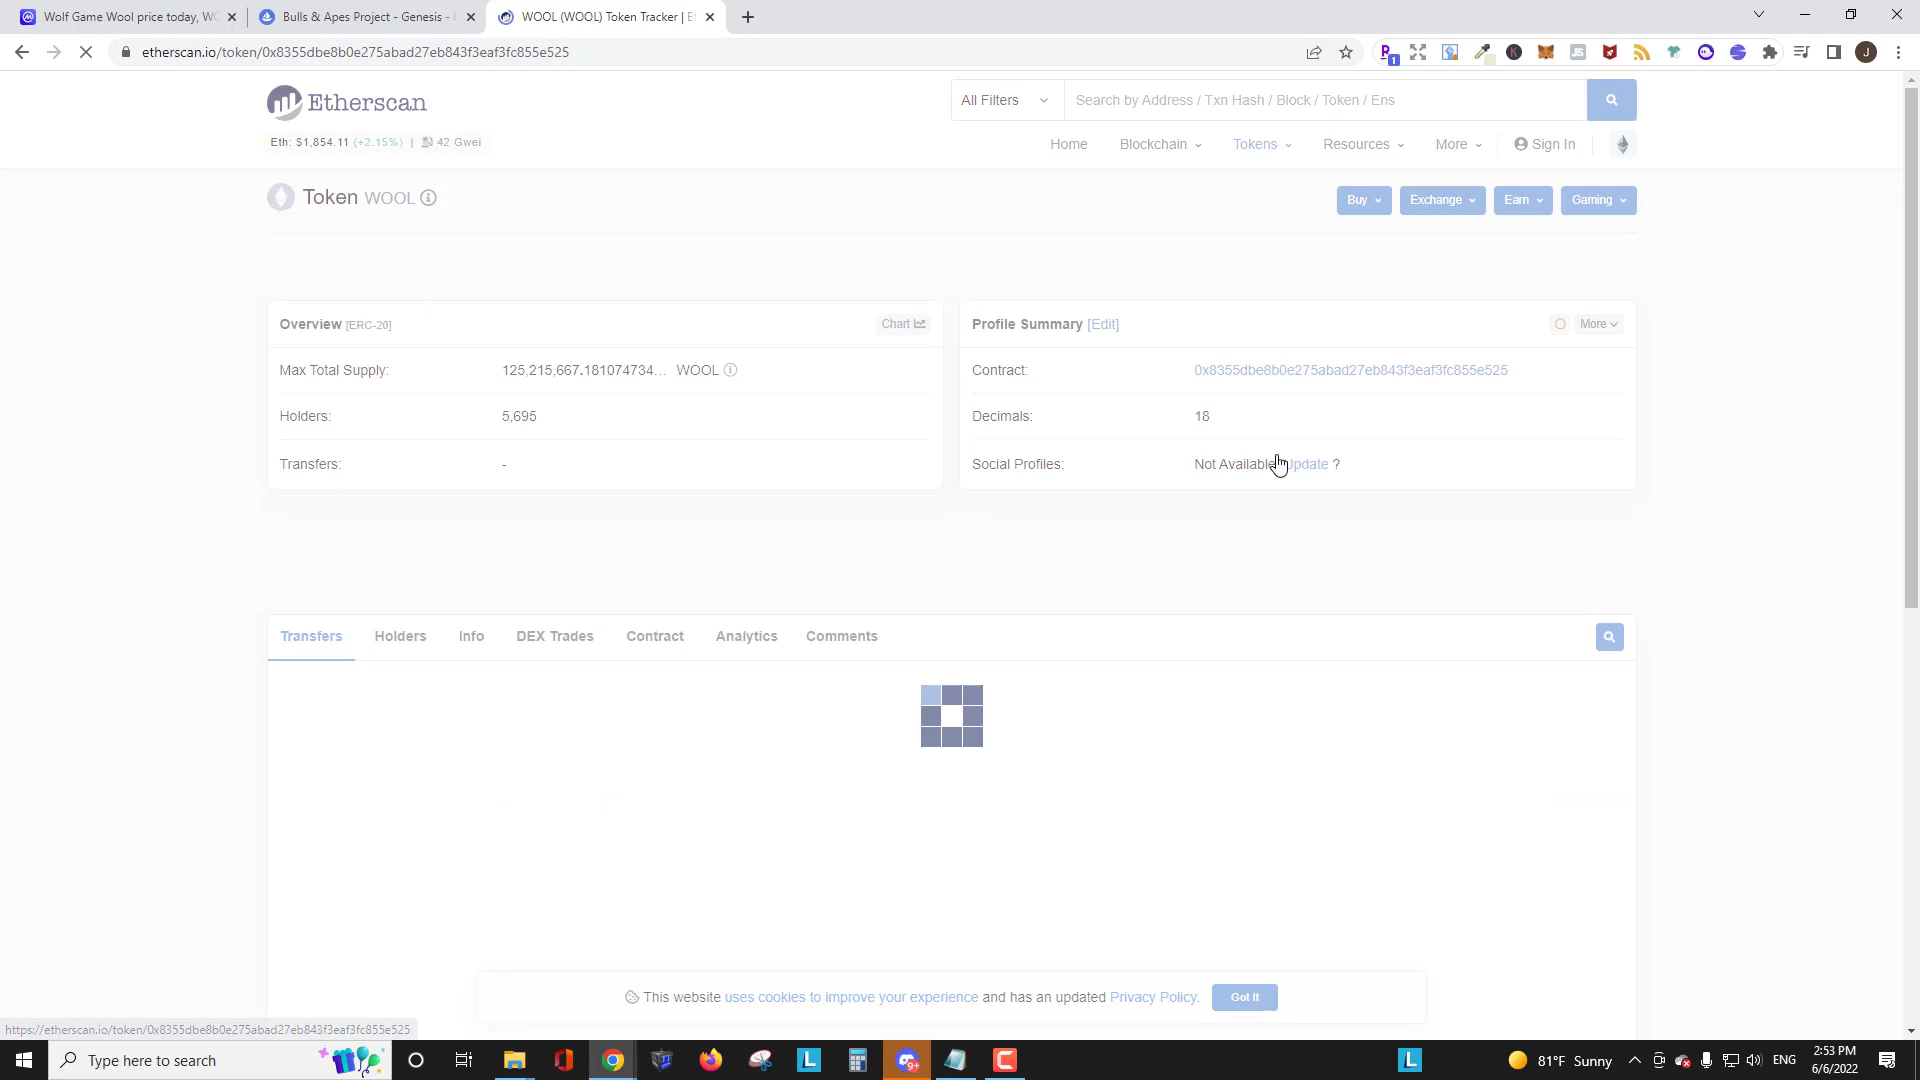 Wolf Game Wool price today, WO
Bulls & Apes Project - Genesis - C
WOOL (WOOL) Token Tracker | Et
etherscan.io/token/0x8355dbe8b0e275abad27eb843f3eaf3fc855e525
1
J
Etherscan
All Filters
Search by Address / Txn Hash / Block / Token / Ens
Eth: $1,854.11 (+2.15%) | 42 Gwei
Home Blockchain Tokens Resources More Sign In
Token WOOL
Buy Exchange Earn Gaming
Overview [ERC-20] Chart
Profile Summary [Edit] More
Max Total Supply: 125,215,667.181074734... WOOL
Contract: 0x8355dbe8b0e275abad27eb843f3eaf3fc855e525
Holders: 5,695
Decimals: 18
Transfers: -
Social Profiles: Not Available, Update ?
Transfers Holders Info DEX Trades Contract Analytics Comments
This website uses cookies to improve your experience and has an updated Privacy Policy. Got It
https://etherscan.io/token/0x8355dbe8b0e275abad27eb843f3eaf3fc855e525
Type here to search
L
9+
L
81°F Sunny
ENG
2:53 PM
6/6/2022